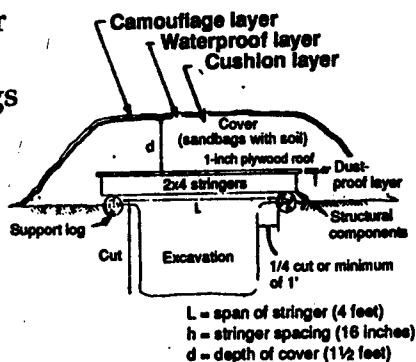 r
gs
Camouflage layer
Waterproof layer
Cushion layer
d
Cover
(sandbags with soil)
1-inch plywood roof
Dust-
proof layer
2x4 stringers
L
Support log
Structural
components
Cut
Excavation
1/4 cut or minimum
of 1'
L = span of stringer (4 feet)
h = stringer spacing (16 inches)
d = depth of cover (1½ feet)